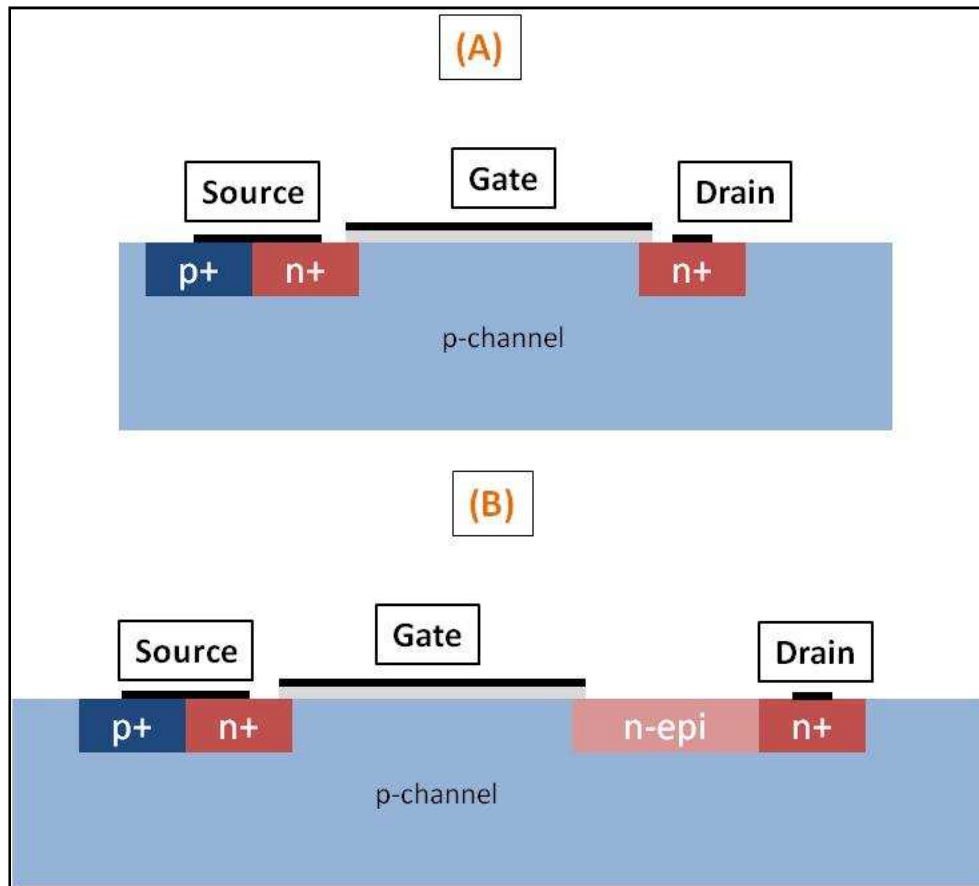 (A)
Source
Gate
Drain
p+
n+
n+
p-channel
(B)
Source
Gate
Drain
p+
n+
n-epi
n+
p-channel